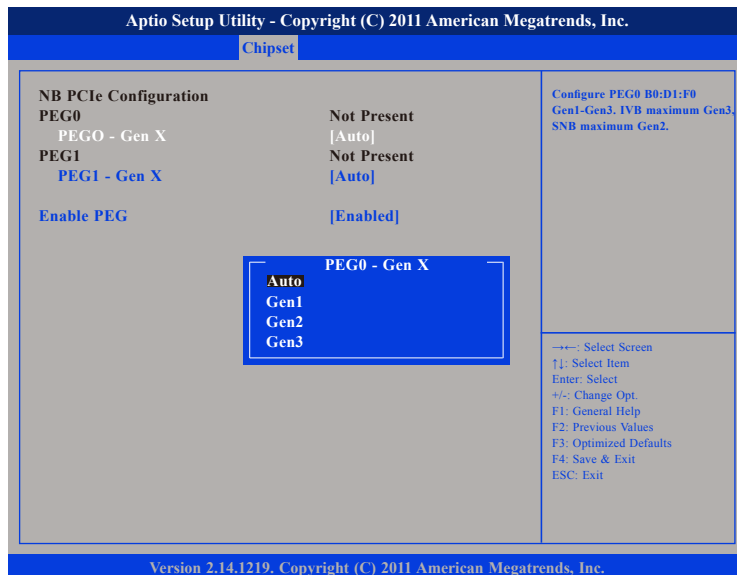 Aptio Setup Utility - Copyright (C) 2011 American Megatrends, Inc.
Chipset
NB PCIe Configuration
PEG0 Not Present
PEGO - Gen X [Auto]
PEG1 Not Present
PEG1 - Gen X [Auto]
Enable PEG [Enabled]
PEG0 - Gen X
Auto
Gen1
Gen2
Gen3
Configure PEG0 B0:D1:F0
Gen1-Gen3. IVB maximum Gen3,
SNB maximum Gen2.
→←: Select Screen
↑↓: Select Item
Enter: Select
+/-: Change Opt.
F1: General Help
F2: Previous Values
F3: Optimized Defaults
F4: Save & Exit
ESC: Exit
Version 2.14.1219. Copyright (C) 2011 American Megatrends, Inc.